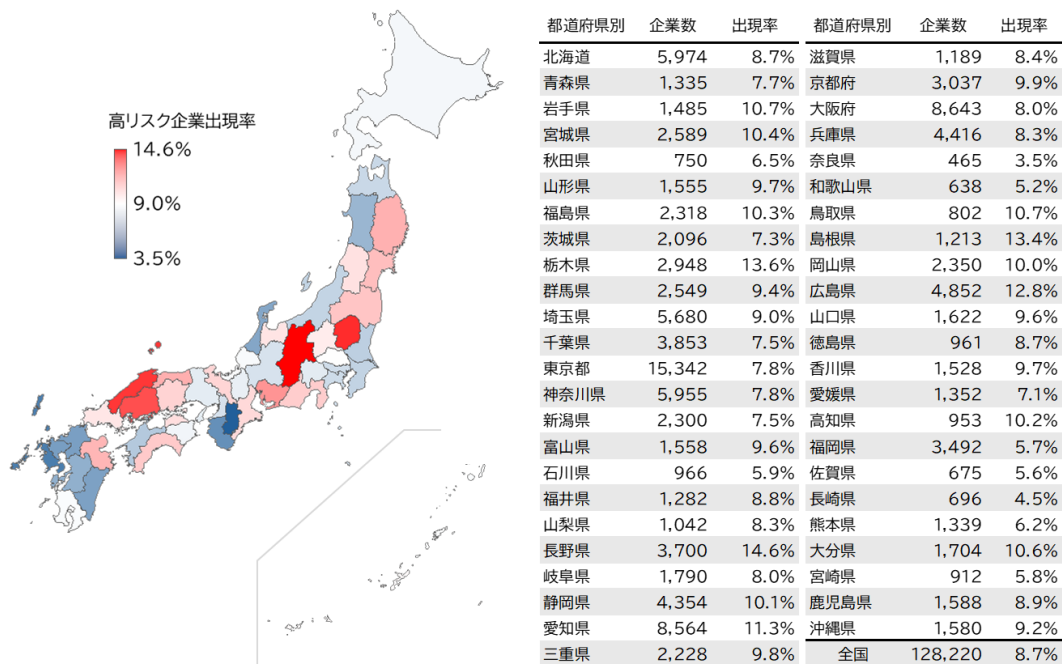 高リスク企業出現率
14.6%
9.0%
3.5%
都道府県別 企業数 出現率 都道府県別 企業数 出現率
北海道 5,974 8.7% 滋賀県 1,189 8.4%
青森県 1,335 7.7% 京都府 3,037 9.9%
岩手県 1,485 10.7% 大阪府 8,643 8.0%
宮城県 2,589 10.4% 兵庫県 4,416 8.3%
秋田県 750 6.5% 奈良県 465 3.5%
山形県 1,555 9.7% 和歌山県 638 5.2%
福島県 2,318 10.3% 鳥取県 802 10.7%
茨城県 2,096 7.3% 島根県 1,213 13.4%
栃木県 2,948 13.6% 岡山県 2,350 10.0%
群馬県 2,549 9.4% 広島県 4,852 12.8%
埼玉県 5,680 9.0% 山口県 1,622 9.6%
千葉県 3,853 7.5% 徳島県 961 8.7%
東京都 15,342 7.8% 香川県 1,528 9.7%
神奈川県 5,955 7.8% 愛媛県 1,352 7.1%
新潟県 2,300 7.5% 高知県 953 10.2%
富山県 1,558 9.6% 福岡県 3,492 5.7%
石川県 966 5.9% 佐賀県 675 5.6%
福井県 1,282 8.8% 長崎県 696 4.5%
山梨県 1,042 8.3% 熊本県 1,339 6.2%
長野県 3,700 14.6% 大分県 1,704 10.6%
岐阜県 1,790 8.0% 宮崎県 912 5.8%
静岡県 4,354 10.1% 鹿児島県 1,588 8.9%
愛知県 8,564 11.3% 沖縄県 1,580 9.2%
三重県 2,228 9.8% 全国 128,220 8.7%